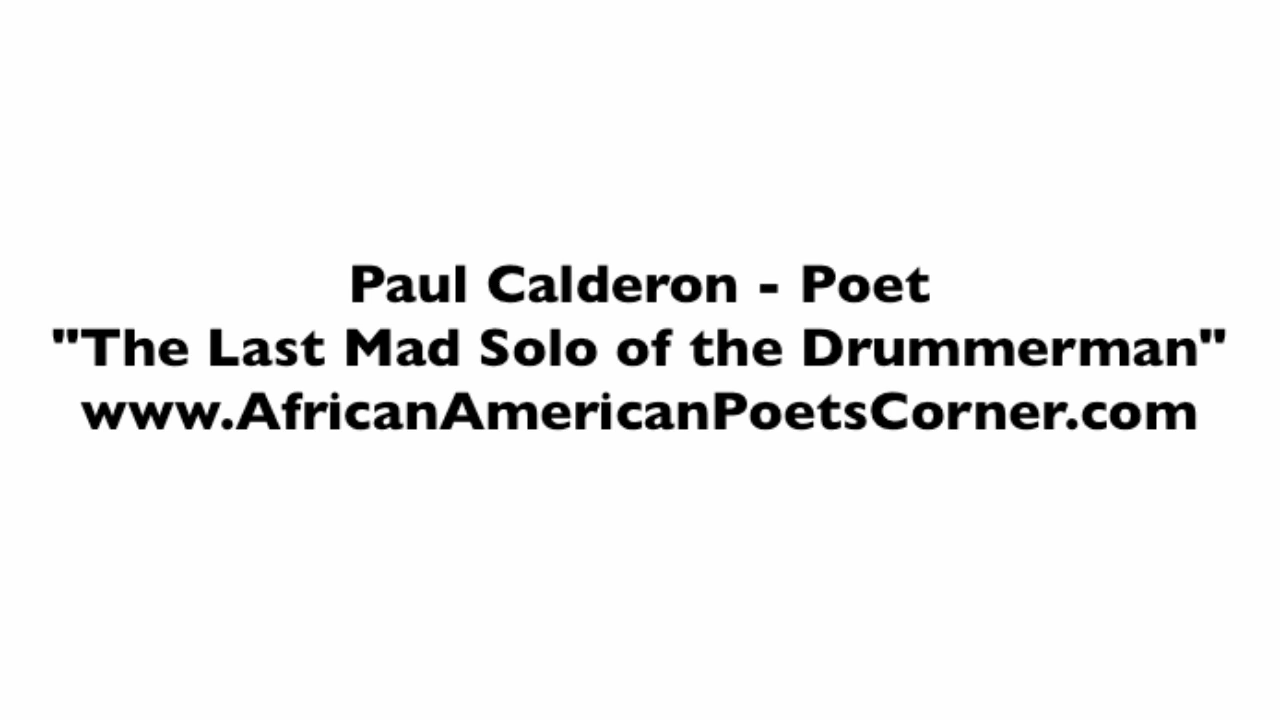 Paul Calderon - Poet
"The Last Mad Solo of the Drummerman"
www.AfricanAmericanPoetsCorner.com